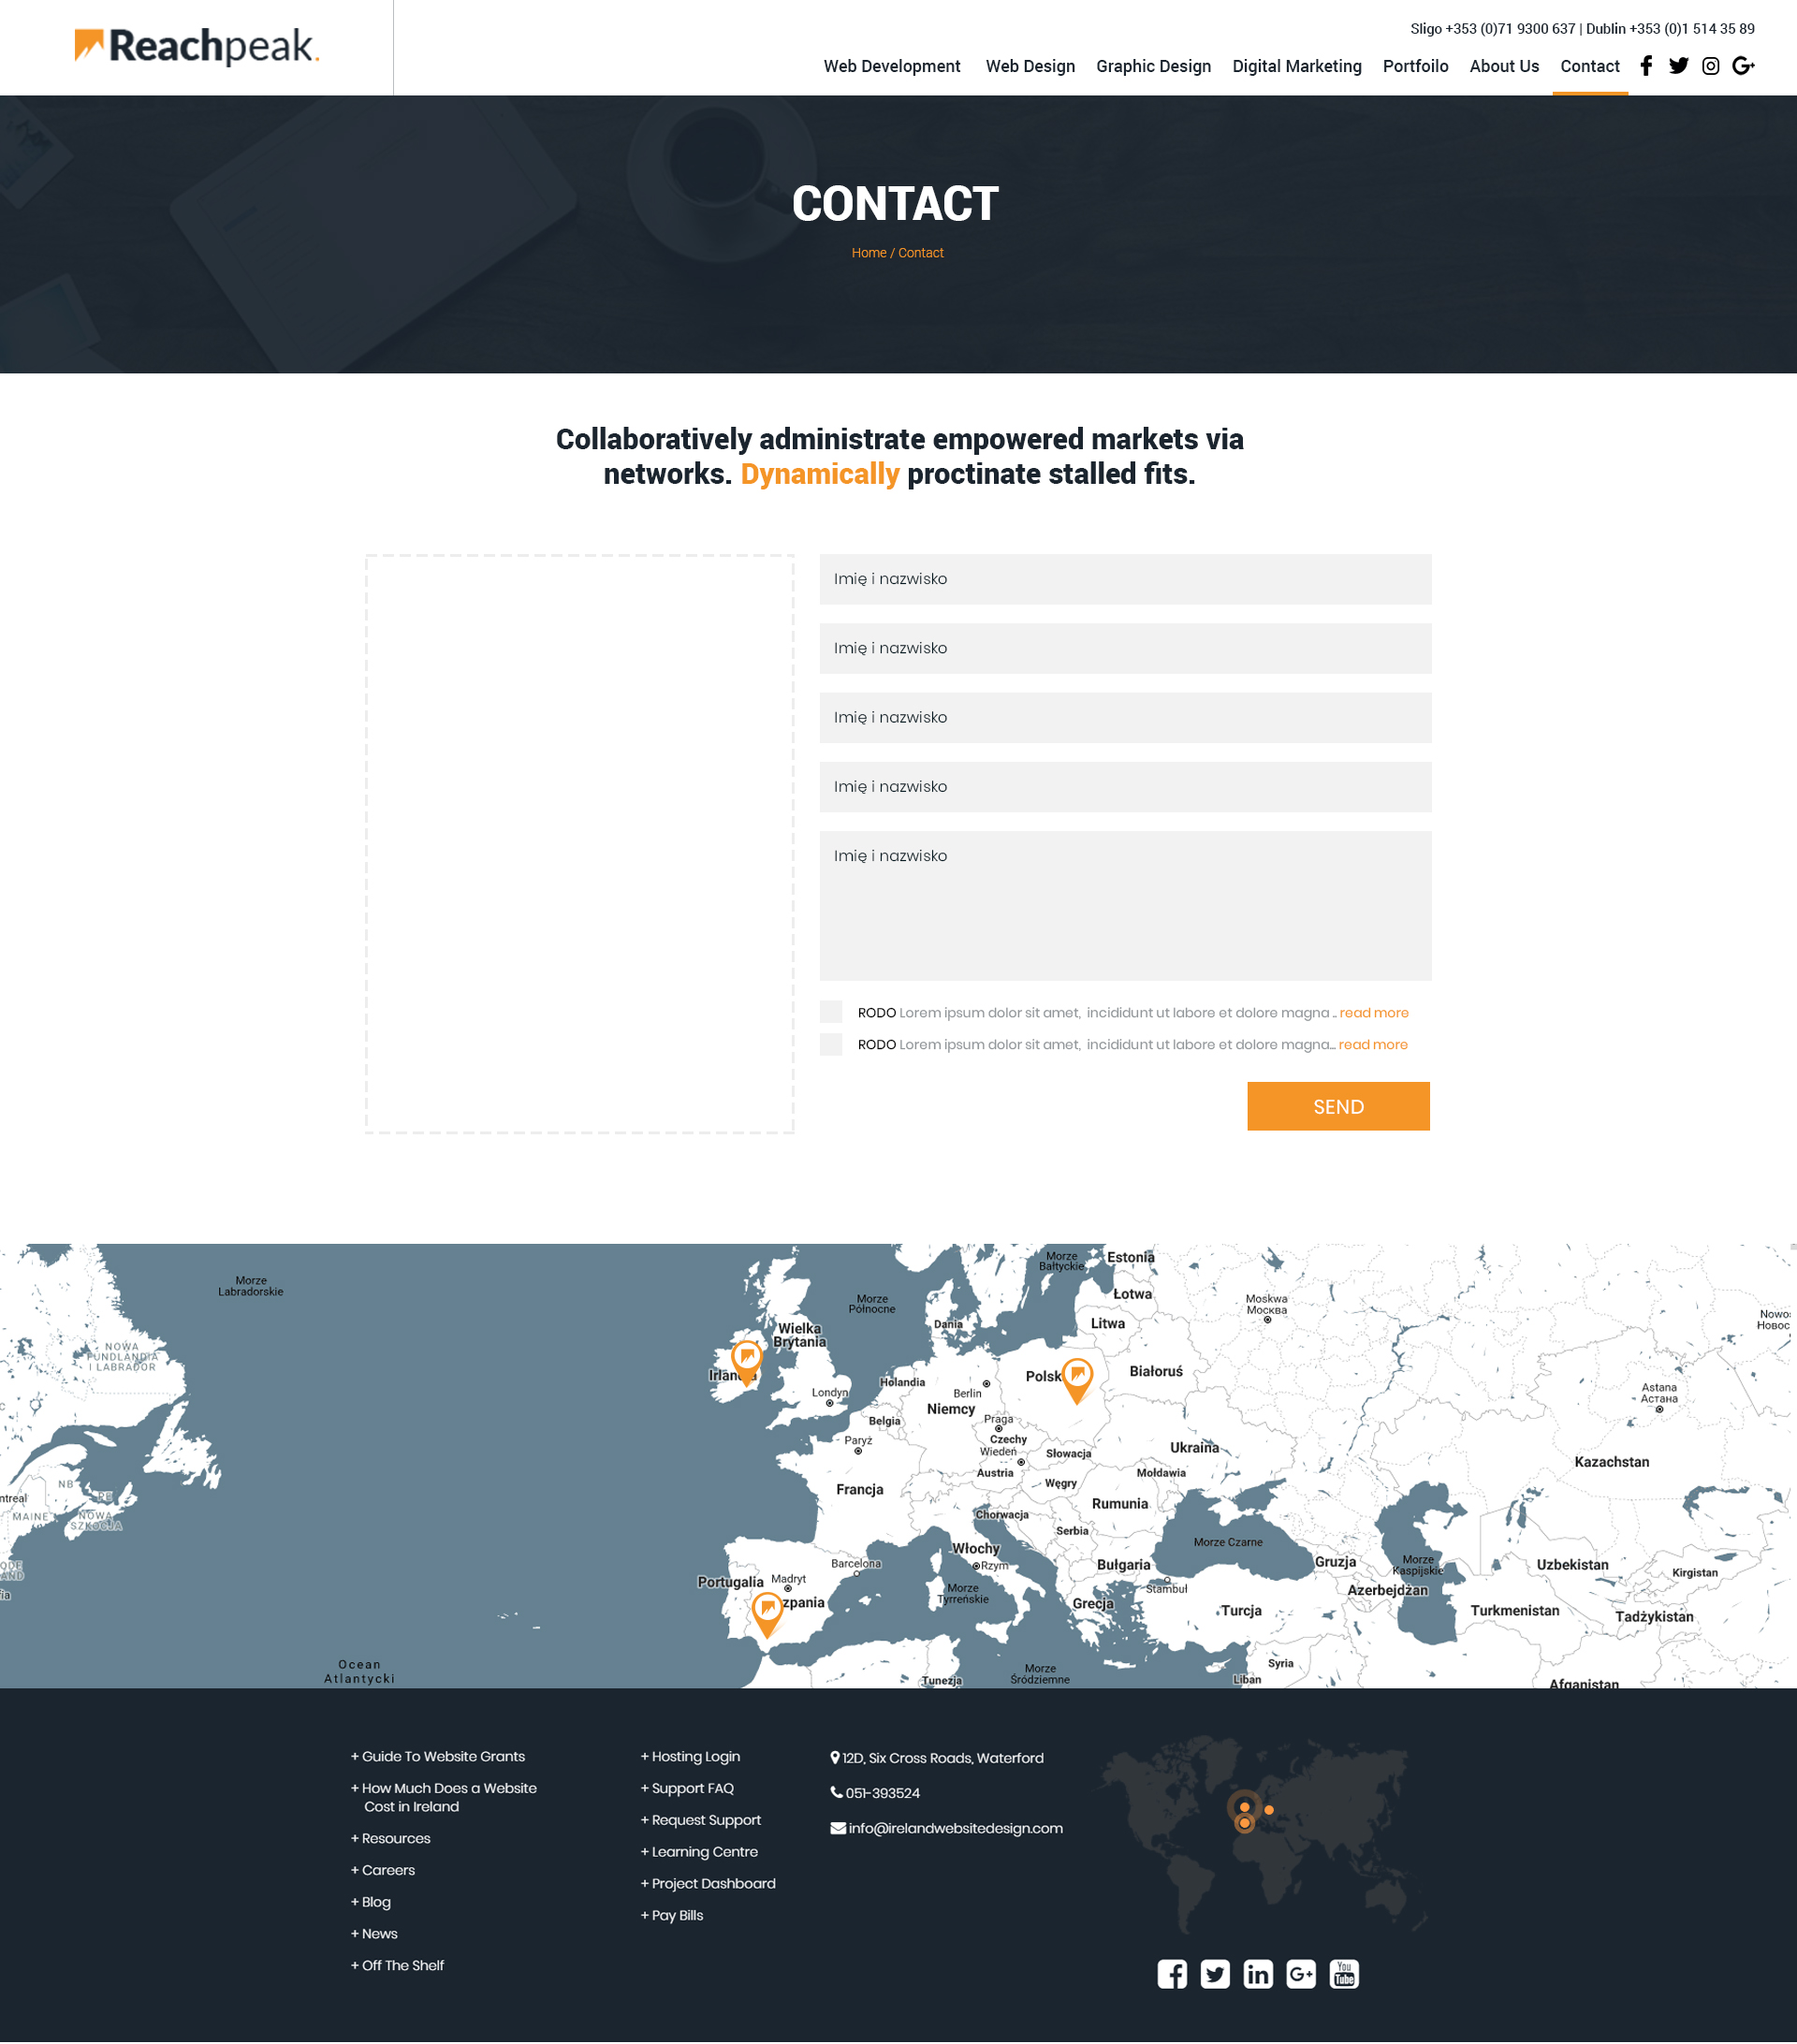 Reachpeak.
Sligo +353 (0)71 9300 637 | Dublin +353 (0)1 514 35 89
Web Development Web Design Graphic Design Digital Marketing Portfoilo About Us Contact
CONTACT
Home / Contact
Collaboratively administrate empowered markets via
networks. Dynamically proctinate stalled fits.
Imię i nazwisko
Imię i nazwisko
Imię i nazwisko
Imię i nazwisko
Imię i nazwisko
RODO Lorem ipsum dolor sit amet, incididunt ut labore et dolore magna .. read more
RODO Lorem ipsum dolor sit amet, incididunt ut labore et dolore magna... read more
SEND
Morze
Labradorskie
NOWA
FUNDLANDIA
I LABRADOR
NB
PE
MAINE
NOWA
SZKOCJA
Ocean
Atlantycki
Morze
Północne
Morze
Bałtyckie
Estonia
Łotwa
Litwa
Dania
Wielka
Brytania
Irlandia
Londyn
Holandia
Belgia
Berlin
Niemcy
Polsk
Białoruś
Moskwa
Москва
Praga
Czechy
Wiedeń
Słowacja
Austria
Węgry
Ukraina
Mołdawia
Paryż
Francja
Rumunia
Chorwacja
Serbia
Włochy
Rzym
Bułgaria
Morze Czarne
Barcelona
Madryt
Portugalia
zpania
Morze
Tyrreńskie
Grecja
Stambuł
Turcja
Gruzja
Azerbejdżan
Morze
Kaspijskie
Astana
Астана
Kazachstan
Uzbekistan
Kirgistan
Turkmenistan
Tadżykistan
Afganistan
Syria
Liban
Morze
Śródziemne
Tunezja
+ Guide To Website Grants
+ How Much Does a Website
Cost in Ireland
+ Resources
+ Careers
+ Blog
+ News
+ Off The Shelf
+ Hosting Login
+ Support FAQ
+ Request Support
+ Learning Centre
+ Project Dashboard
+ Pay Bills
12D, Six Cross Roads, Waterford
051-393524
info@irelandwebsitedesign.com
You
Tube